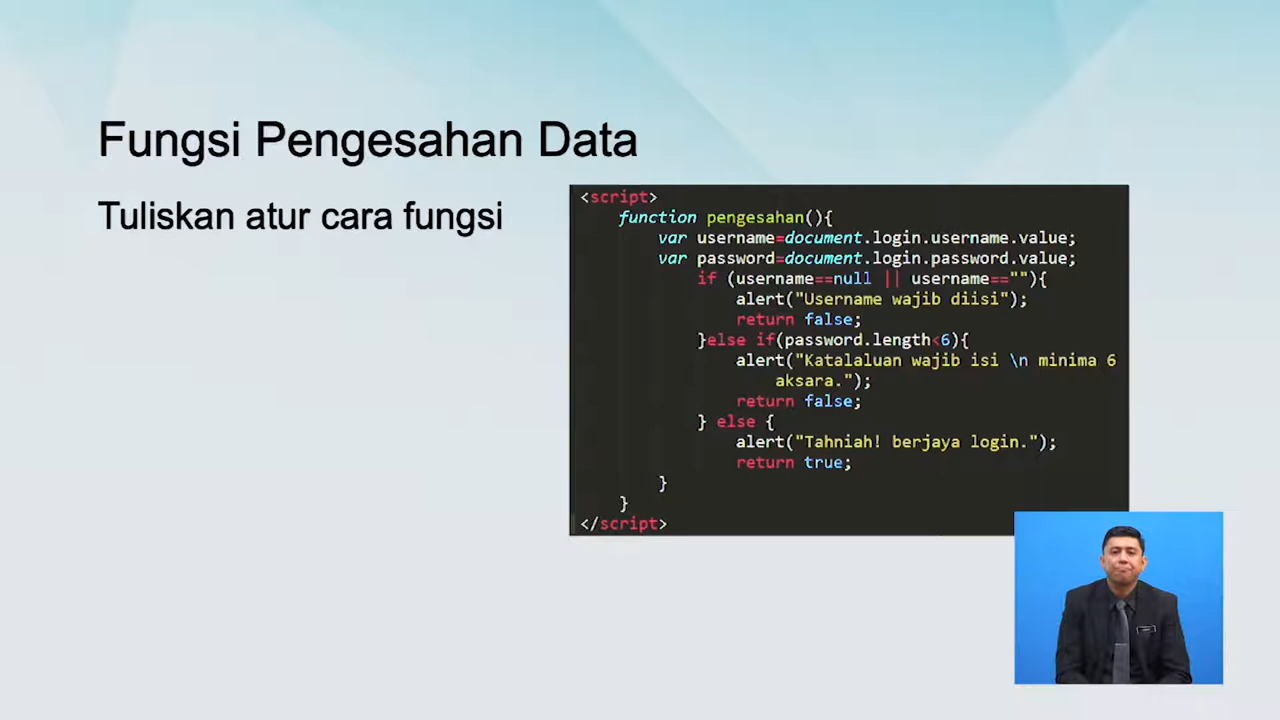 Fungsi Pengesahan Data
Tuliskan atur cara fungsi
<script>
function pengesahan(){
var username=document.login.username.value;
var password=document.login.password.value;
if (username==null || username==""){
alert("Username wajib diisi");
return false;
}else if(password.length<6){
alert("Katalaluan wajib isi \n minima 6
aksara.");
return false;
} else {
alert("Tahniah! berjaya login.");
return true;
}
}
</script>